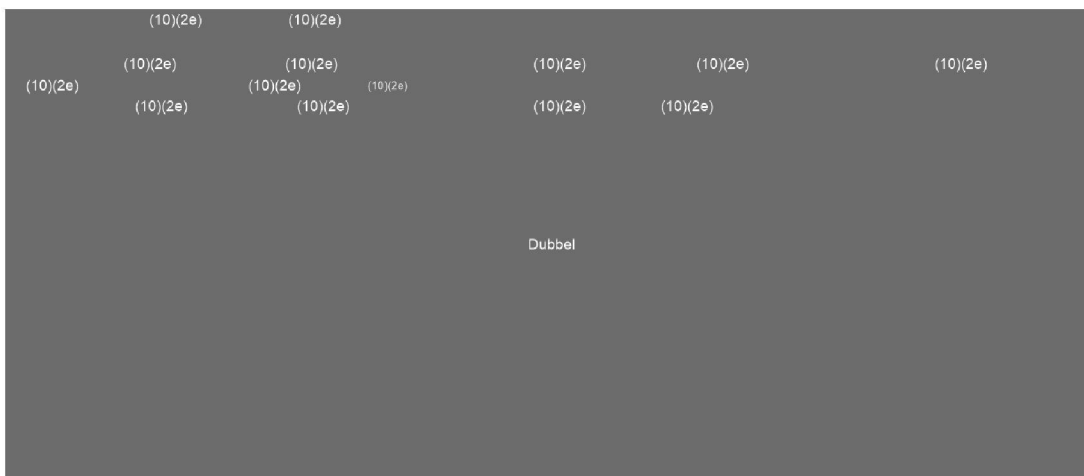 (10)(2e) (10)(2e)
(10)(2e) (10)(2e) (10)(2e) (10)(2e) (10)(2e)
(10)(2e) (10)(2e) (10)(2e)
(10)(2e) (10)(2e) (10)(2e) (10)(2e)
Dubbel